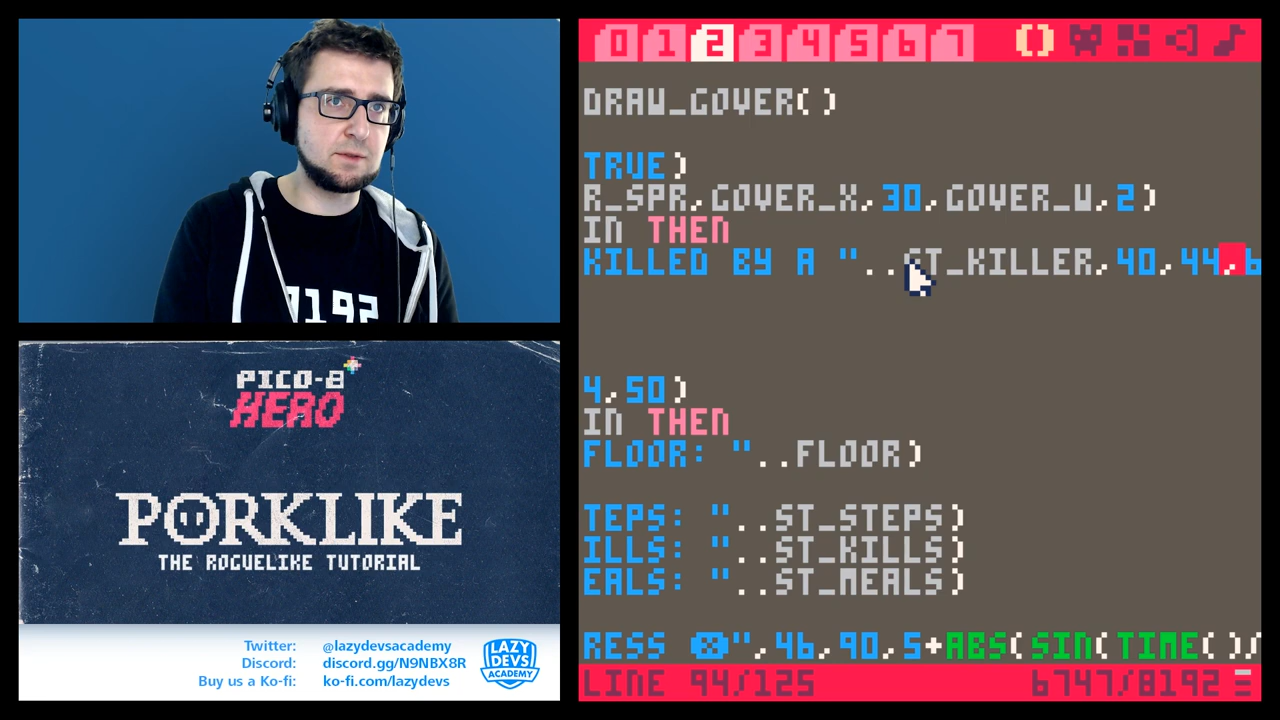 8192
PICO-8
HERO
PORKLIKE
THE ROGUELIKE TUTORIAL
Twitter: @lazydevsacademy
Discord: discord.gg/N9NBX8R
Buy us a Ko-fi: ko-fi.com/lazydevs
LAZY
DEVS
ACADEMY
0 1 2 3 4 5 6 7 ()
DRAW_GOVER()
TRUE)
R_SPR,GOVER_X,30,GOVER_W,2)
IN THEN
KILLED BY A "..ST_KILLER,40,44,6
4,50)
IN THEN
FLOOR: "..FLOOR)
TEPS: "..ST_STEPS)
ILLS: "..ST_KILLS)
EALS: "..ST_MEALS)
RESS ❎",46,90,5+ABS(SIN(TIME()/
LINE 94/125 6747/8192